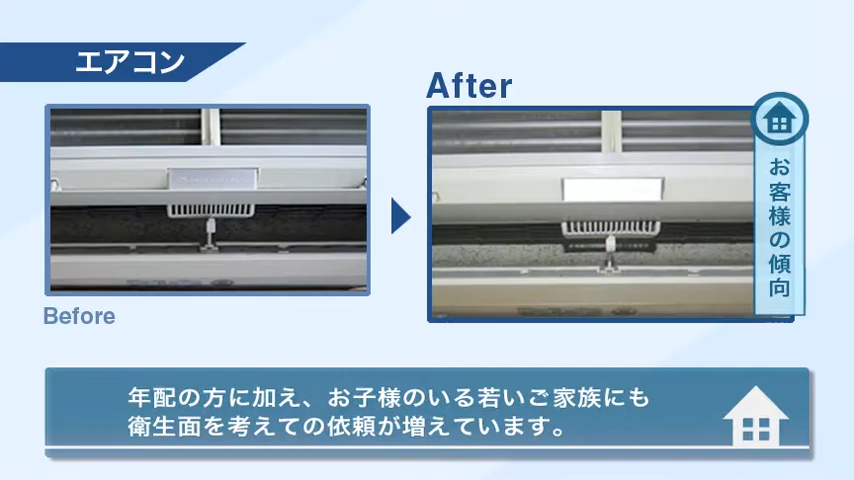 エアコン
After
Before
お客様の傾向
年配の方に加え、お子様のいる若いご家族にも
衛生面を考えての依頼が増えています。